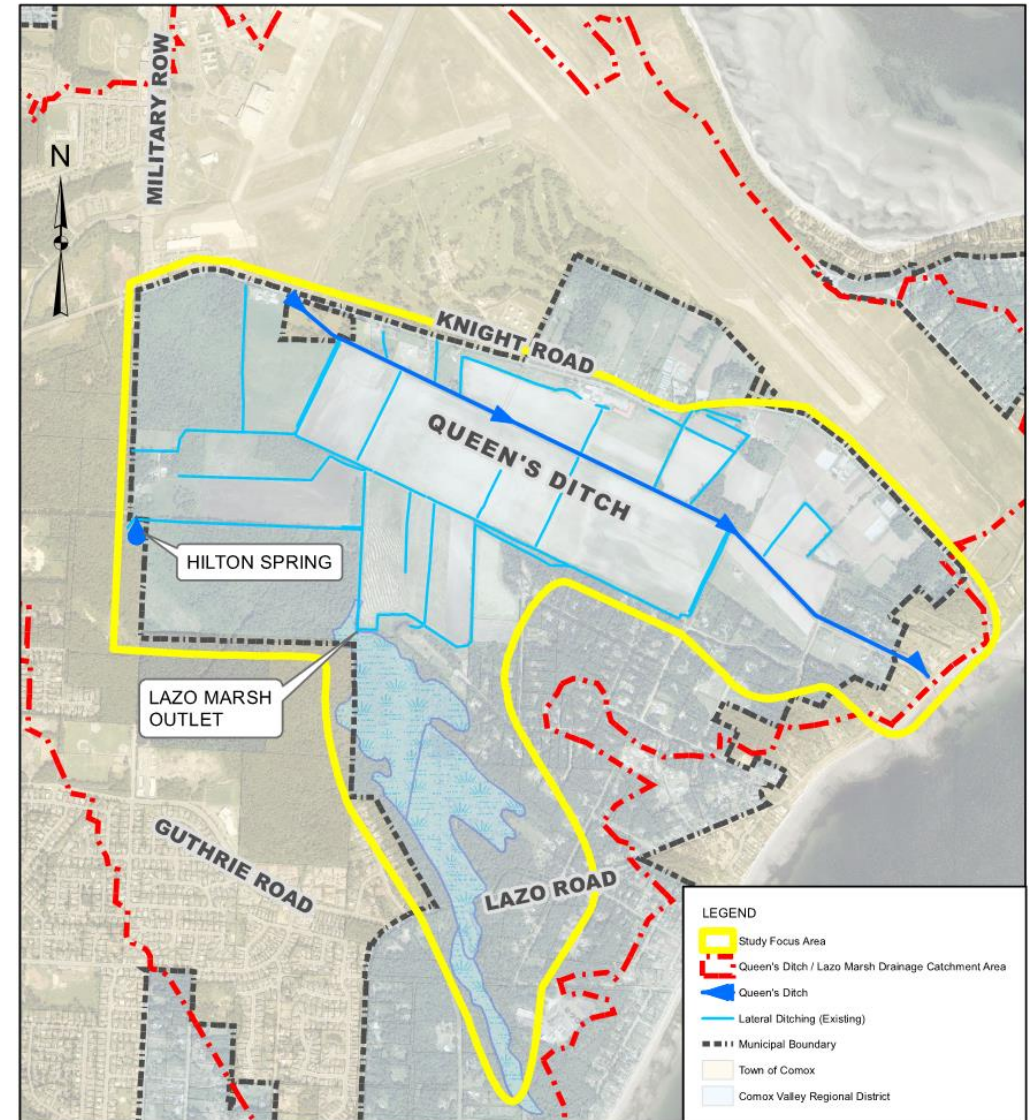 MILITARY ROW
N
KNIGHT ROAD
QUEEN'S DITCH
HILTON SPRING
LAZO MARSH
OUTLET
GUTHRIE ROAD
LAZO ROAD
LEGEND
Study Focus Area
Queen's Ditch / Lazo Marsh Drainage Catchment Area
Queen's Ditch
Lateral Ditching (Existing)
Municipal Boundary
Town of Comox
Comox Valley Regional District